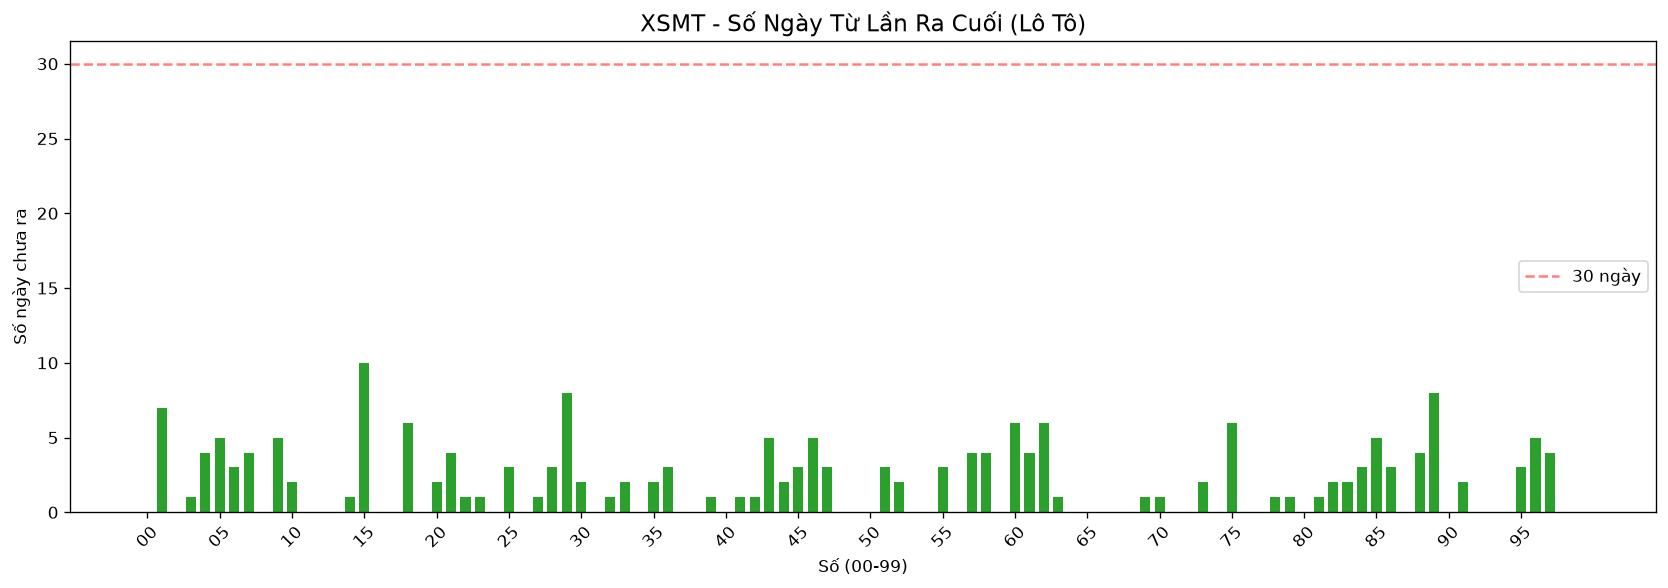 XSMT - Số Ngày Từ Lần Ra Cuối (Lô Tô)
Số ngày chưa ra
30
25
20
15
10
5
0
30 ngày
00 05 10 15 20 25 30 35 40 45 50 55 60 65 70 75 80 85 90 95
Số (00-99)